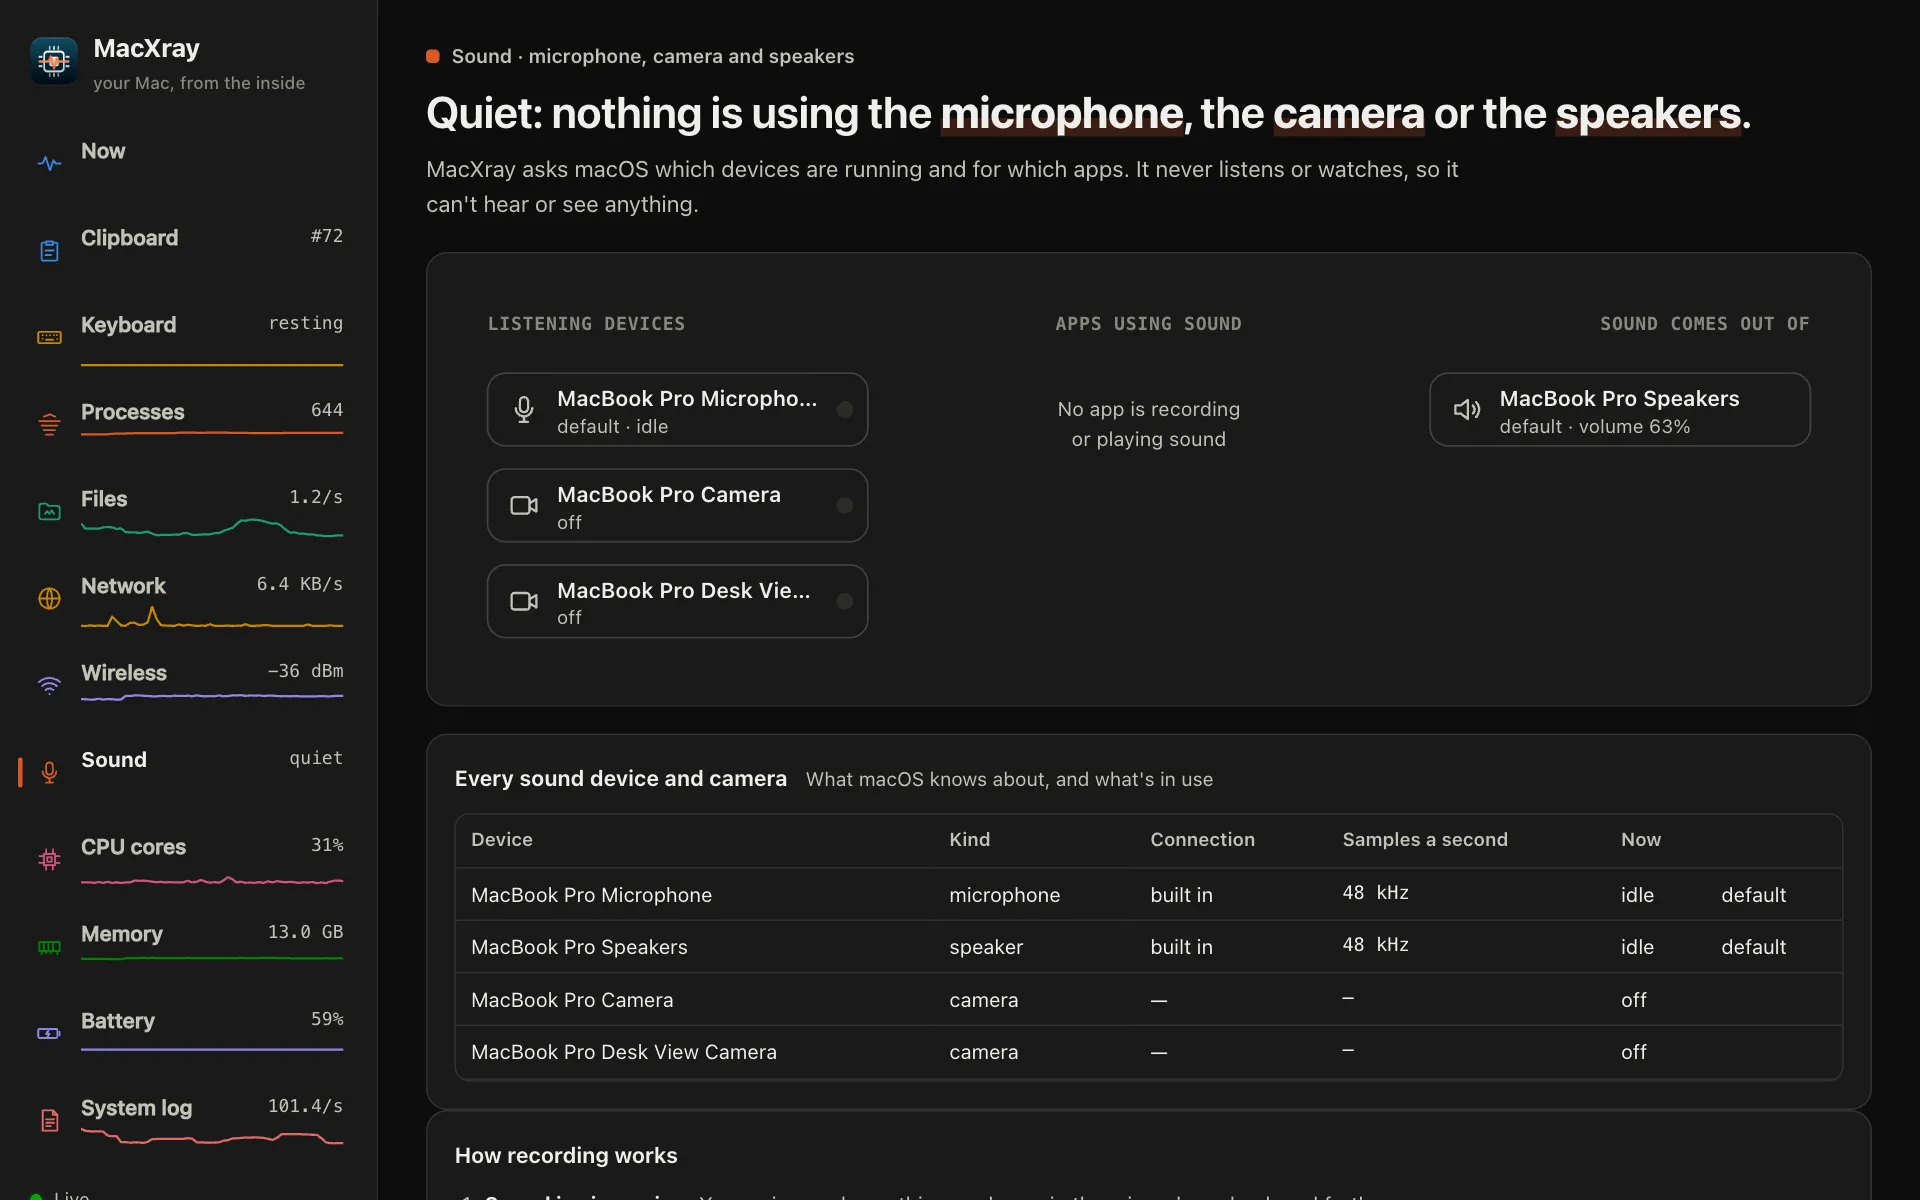 MacXray
your Mac, from the inside
Now
Clipboard #72
Keyboard resting
Processes 644
Files 1.2/s
Network 6.4 KB/s
Wireless −36 dBm
Sound quiet
CPU cores 31%
Memory 13.0 GB
Battery 59%
System log 101.4/s
Live
Sound · microphone, camera and speakers
Quiet: nothing is using the microphone, the camera or the speakers.
MacXray asks macOS which devices are running and for which apps. It never listens or watches, so it
can't hear or see anything.
LISTENING DEVICES
MacBook Pro Micropho...
default · idle
MacBook Pro Camera
off
MacBook Pro Desk Vie...
off
APPS USING SOUND
No app is recording
or playing sound
SOUND COMES OUT OF
MacBook Pro Speakers
default · volume 63%
Every sound device and camera What macOS knows about, and what's in use
Device Kind Connection Samples a second Now
MacBook Pro Microphone microphone built in 48 kHz idle default
MacBook Pro Speakers speaker built in 48 kHz idle default
MacBook Pro Camera camera — — off
MacBook Pro Desk View Camera camera — — off
How recording works